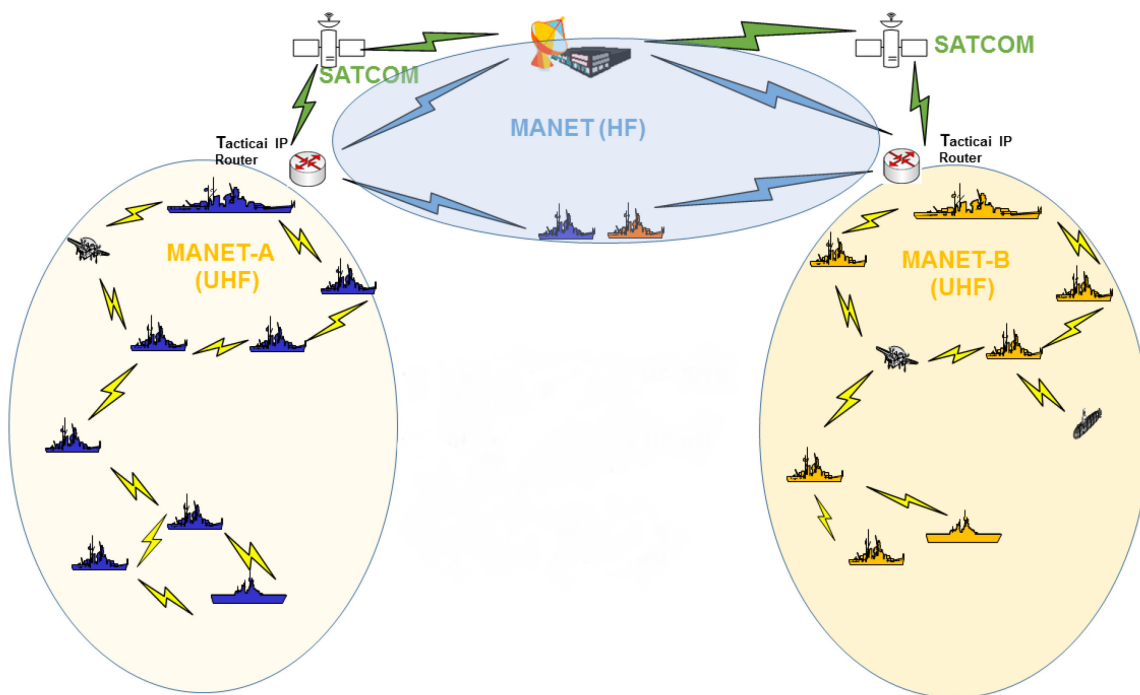 SATCOM
SATCOM
MANET (HF)
Tacticai IP
Router
Tacticai IP
Router
MANET-A
(UHF)
MANET-B
(UHF)